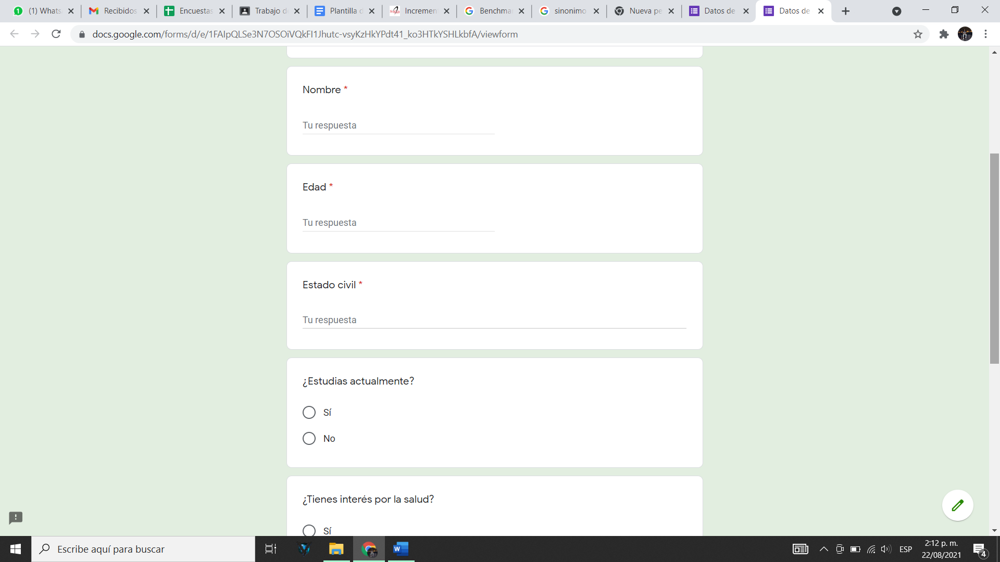 (1) Whats
Recibidos
Encuestas
Trabajo d
Plantilla d
Incremen
Benchma
sinonimo
Nueva pe
Datos de
Datos de
docs.google.com/forms/d/e/1FAIpQLSe3N7OSOiVQkFI1Jhutc-vsyKzHkYPdt41_ko3HTkYSHLkbfA/viewform
Nombre *
Tu respuesta
Edad *
Tu respuesta
Estado civil *
Tu respuesta
¿Estudias actualmente?
Sí
No
¿Tienes interés por la salud?
Sí
Escribe aquí para buscar
ESP
2:12 p. m.
22/08/2021
4